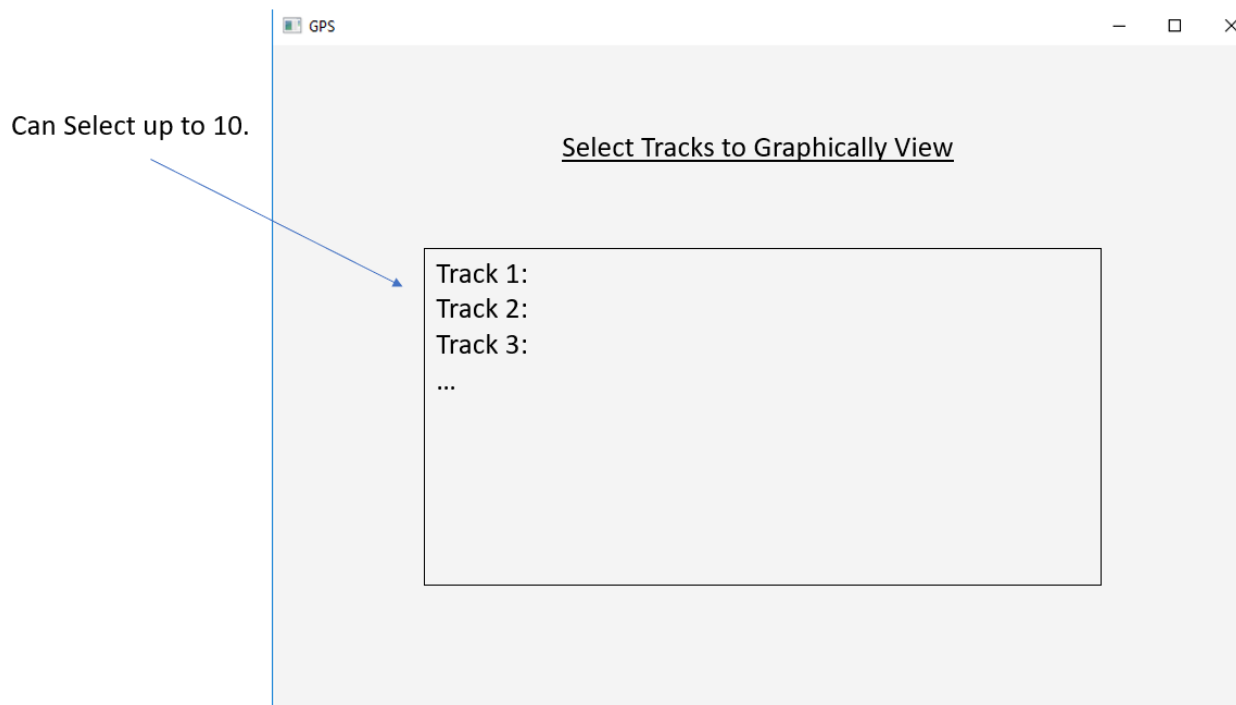 GPS
Can Select up to 10.
Select Tracks to Graphically View
Track 1:
Track 2:
Track 3:
...